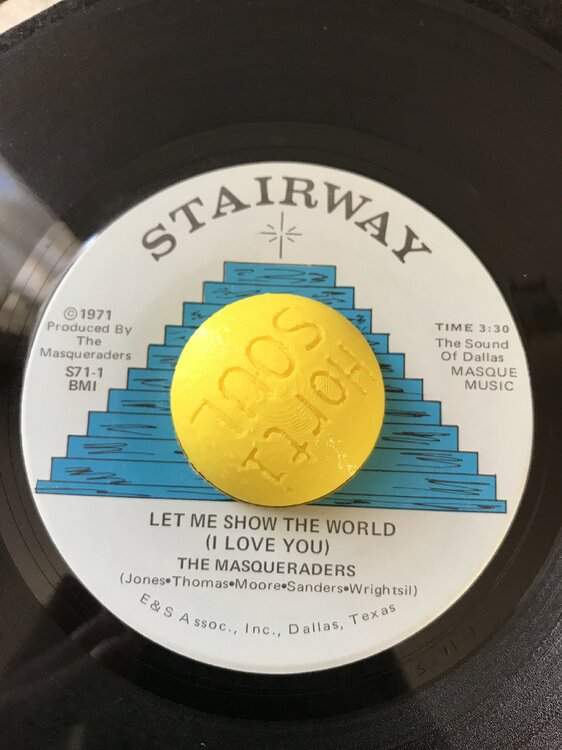 STAIRWAY
©1971
Produced By
The
Masqueraders
S71-1
BMI
TIME 3:30
The Sound
Of Dallas
MASQUE
MUSIC
SOUL
LET ME SHOW THE WORLD
(I LOVE YOU)
THE MASQUERADERS
(Jones•Thomas•Moore•Sanders•Wrightsil)
E&S Assoc., Inc., Dallas, Texas